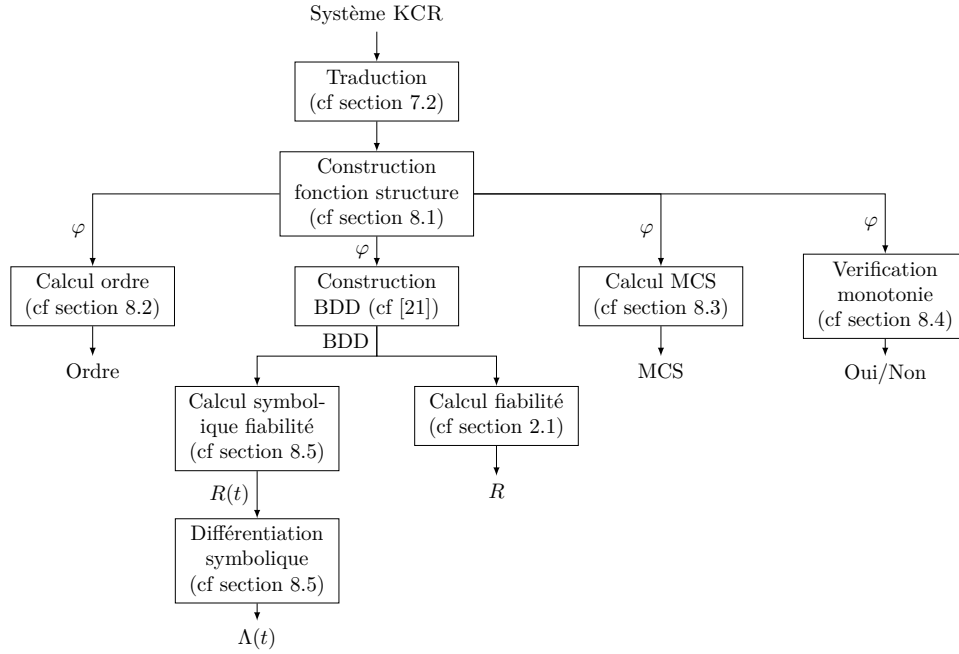 Système KCR
Traduction
(cf section 7.2)
Construction
fonction structure
(cf section 8.1)
φ
φ
φ
φ
Calcul ordre
(cf section 8.2)
Construction
BDD (cf [21])
Calcul MCS
(cf section 8.3)
Verification
monotonie
(cf section 8.4)
Ordre
BDD
MCS
Oui/Non
Calcul symbol-
ique fiabilité
(cf section 8.5)
Calcul fiabilité
(cf section 2.1)
R(t)
R
Différentiation
symbolique
(cf section 8.5)
Λ(t)